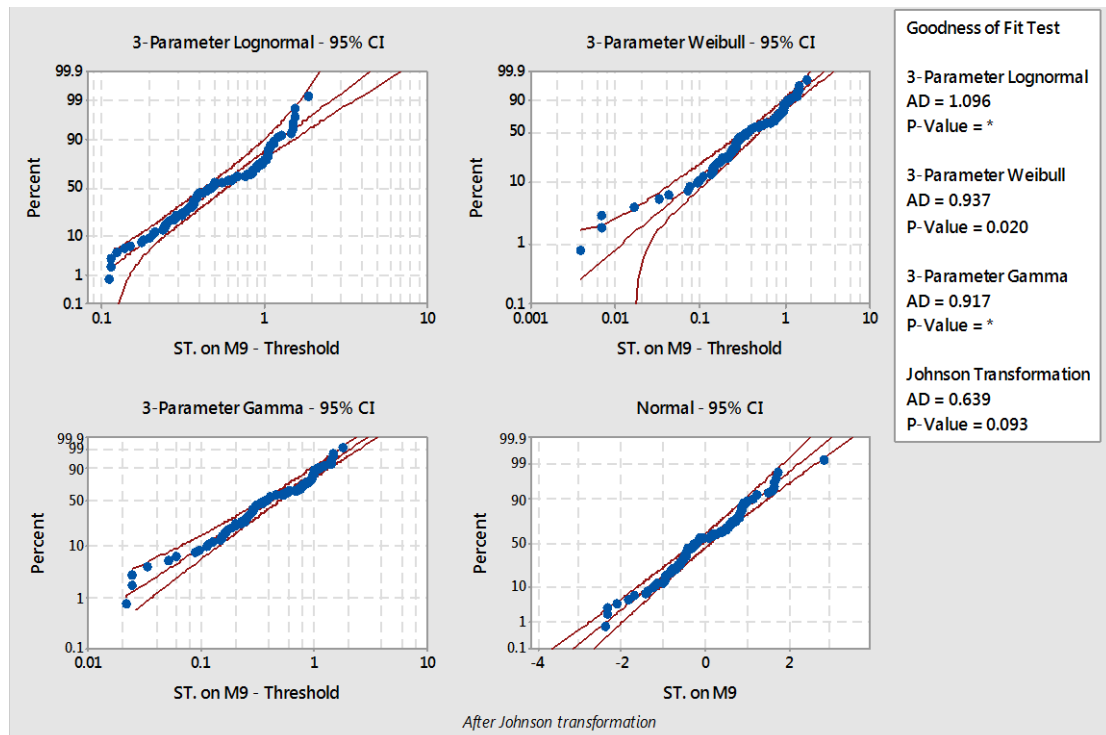 3-Parameter Lognormal - 95% CI
99.9
99
90
50
10
1
0.1
Percent
0.1
1
10
ST. on M9 - Threshold
3-Parameter Weibull - 95% CI
99.9
90
50
10
1
0.1
Percent
0.001
0.01
0.1
1
10
ST. on M9 - Threshold
3-Parameter Gamma - 95% CI
99.9
99
90
50
10
1
0.1
Percent
0.01
0.1
1
10
ST. on M9 - Threshold
Normal - 95% CI
99.9
99
90
50
10
1
0.1
Percent
-4
-2
0
2
ST. on M9
After Johnson transformation
Goodness of Fit Test
3-Parameter Lognormal
AD = 1.096
P-Value = *
3-Parameter Weibull
AD = 0.937
P-Value = 0.020
3-Parameter Gamma
AD = 0.917
P-Value = *
Johnson Transformation
AD = 0.639
P-Value = 0.093